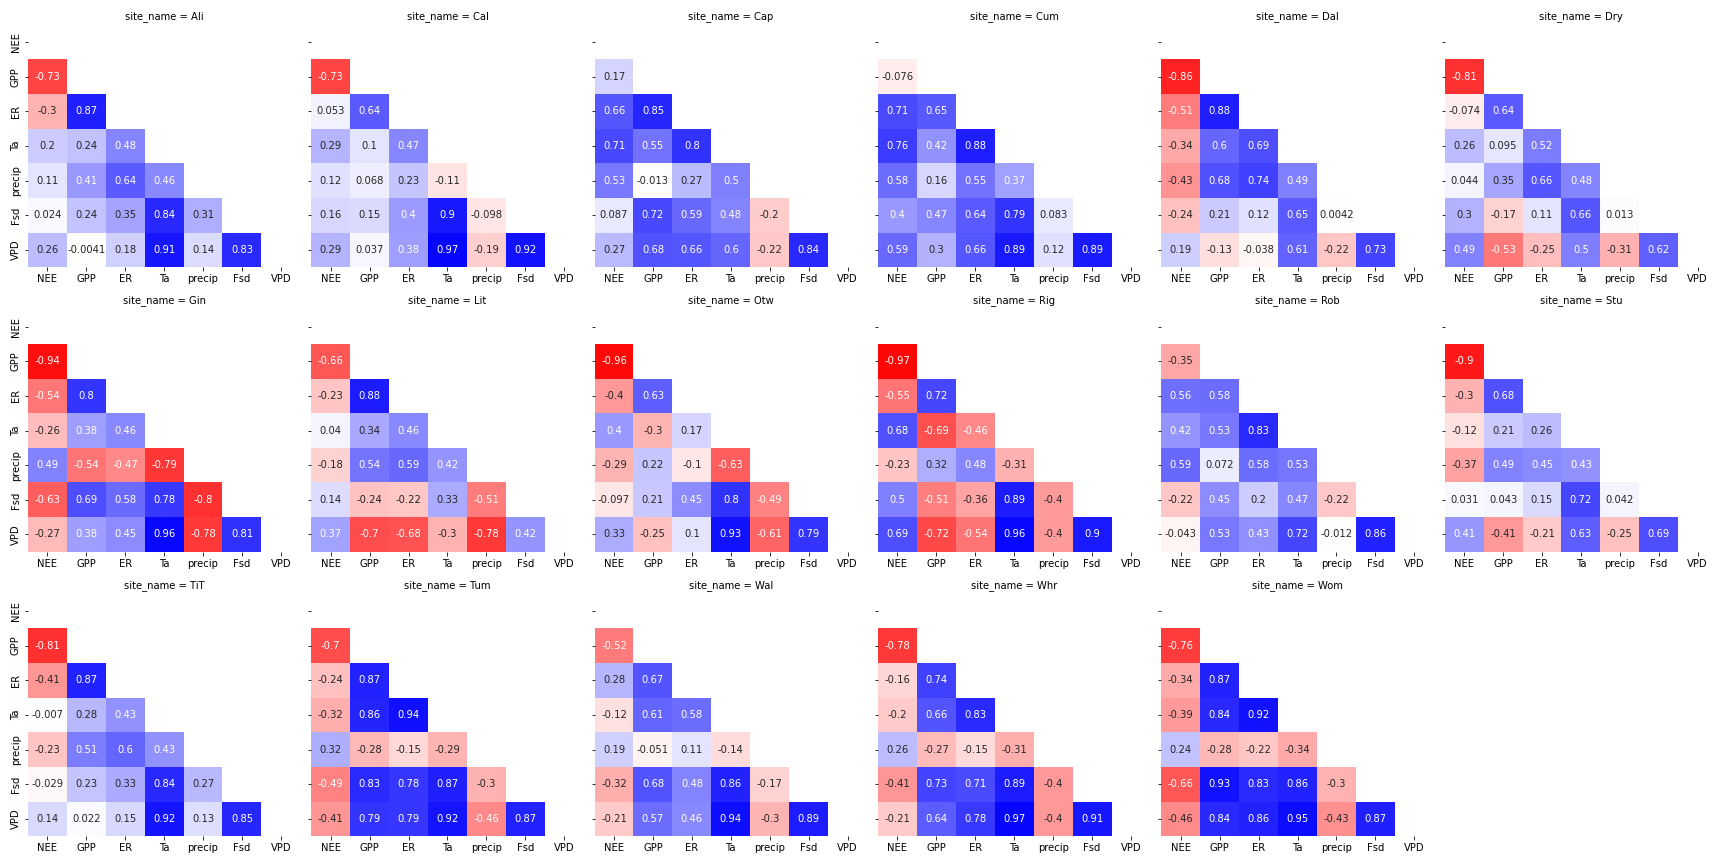 site_name = Ali site_name = Cal site_name = Cap site_name = Cum site_name = Dal site_name = Dry
NEE
GPP -0.73 -0.73 0.17 -0.076 -0.86 -0.81
ER -0.3 0.87 0.053 0.64 0.66 0.85 0.71 0.65 -0.51 0.88 -0.074 0.64
Ta 0.2 0.24 0.48 0.29 0.1 0.47 0.71 0.55 0.8 0.76 0.42 0.88 -0.34 0.6 0.69 0.26 0.095 0.52
precip 0.11 0.41 0.64 0.46 0.12 0.068 0.23 -0.11 0.53 -0.013 0.27 0.5 0.58 0.16 0.55 0.37 -0.43 0.68 0.74 0.49 0.044 0.35 0.66 0.48
Fsd 0.024 0.24 0.35 0.84 0.31 0.16 0.15 0.4 0.9 -0.098 0.087 0.72 0.59 0.48 -0.2 0.4 0.47 0.64 0.79 0.083 -0.24 0.21 0.12 0.65 0.0042 0.3 -0.17 0.11 0.66 0.013
VPD 0.26 -0.0041 0.18 0.91 0.14 0.83 0.29 0.037 0.38 0.97 -0.19 0.92 0.27 0.68 0.66 0.6 -0.22 0.84 0.59 0.3 0.66 0.89 0.12 0.89 0.19 -0.13 -0.038 0.61 -0.22 0.73 0.49 -0.53 -0.25 0.5 -0.31 0.62
NEE GPP ER Ta precip Fsd VPD NEE GPP ER Ta precip Fsd VPD NEE GPP ER Ta precip Fsd VPD NEE GPP ER Ta precip Fsd VPD NEE GPP ER Ta precip Fsd VPD NEE GPP ER Ta precip Fsd VPD
site_name = Gin site_name = Lit site_name = Otw site_name = Rig site_name = Rob site_name = Stu
NEE
GPP -0.94 -0.66 -0.96 -0.97 -0.35 -0.9
ER -0.54 0.8 -0.23 0.88 -0.4 0.63 -0.55 0.72 0.56 0.58 -0.3 0.68
Ta -0.26 0.38 0.46 0.04 0.34 0.46 0.4 -0.3 0.17 0.68 -0.69 -0.46 0.42 0.53 0.83 -0.12 0.21 0.26
precip 0.49 -0.54 -0.47 -0.79 -0.18 0.54 0.59 0.42 -0.29 0.22 -0.1 -0.63 -0.23 0.32 0.48 -0.31 0.59 0.072 0.58 0.53 -0.37 0.49 0.45 0.43
Fsd -0.63 0.69 0.58 0.78 -0.8 0.14 -0.24 -0.22 0.33 -0.51 -0.097 0.21 0.45 0.8 -0.49 0.5 -0.51 -0.36 0.89 -0.4 -0.22 0.45 0.2 0.47 -0.22 0.031 0.043 0.15 0.72 0.042
VPD -0.27 0.38 0.45 0.96 -0.78 0.81 0.37 -0.7 -0.68 -0.3 -0.78 0.42 0.33 -0.25 0.1 0.93 -0.61 0.79 0.69 -0.72 -0.54 0.96 -0.4 0.9 -0.043 0.53 0.43 0.72 -0.012 0.86 0.41 -0.41 -0.21 0.63 -0.25 0.69
NEE GPP ER Ta precip Fsd VPD NEE GPP ER Ta precip Fsd VPD NEE GPP ER Ta precip Fsd VPD NEE GPP ER Ta precip Fsd VPD NEE GPP ER Ta precip Fsd VPD NEE GPP ER Ta precip Fsd VPD
site_name = TiT site_name = Tum site_name = Wal site_name = Whr site_name = Wom
NEE
GPP -0.81 -0.7 -0.52 -0.78 -0.76
ER -0.41 0.87 -0.24 0.87 0.28 0.67 -0.16 0.74 -0.34 0.87
Ta -0.007 0.28 0.43 -0.32 0.86 0.94 -0.12 0.61 0.58 -0.2 0.66 0.83 -0.39 0.84 0.92
precip -0.23 0.51 0.6 0.43 0.32 -0.28 -0.15 -0.29 0.19 -0.051 0.11 -0.14 0.26 -0.27 -0.15 -0.31 0.24 -0.28 -0.22 -0.34
Fsd -0.029 0.23 0.33 0.84 0.27 -0.49 0.83 0.78 0.87 -0.3 -0.32 0.68 0.48 0.86 -0.17 -0.41 0.73 0.71 0.89 -0.4 -0.66 0.93 0.83 0.86 -0.3
VPD 0.14 0.022 0.15 0.92 0.13 0.85 -0.41 0.79 0.79 0.92 -0.46 0.87 -0.21 0.57 0.46 0.94 -0.3 0.89 -0.21 0.64 0.78 0.97 -0.4 0.91 -0.46 0.84 0.86 0.95 -0.43 0.87
NEE GPP ER Ta precip Fsd VPD NEE GPP ER Ta precip Fsd VPD NEE GPP ER Ta precip Fsd VPD NEE GPP ER Ta precip Fsd VPD NEE GPP ER Ta precip Fsd VPD